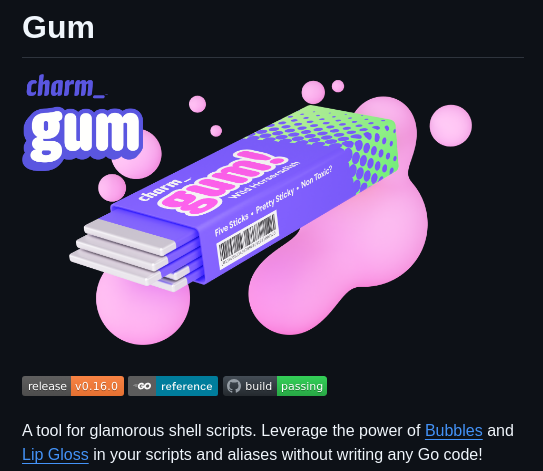 Gum
charm_
gum
charm_
gum!
Wild Horseradish
Five Sticks • Pretty Sticky • Non Toxic?
release v0.16.0
GO reference
build passing
A tool for glamorous shell scripts. Leverage the power of Bubbles and
Lip Gloss in your scripts and aliases without writing any Go code!